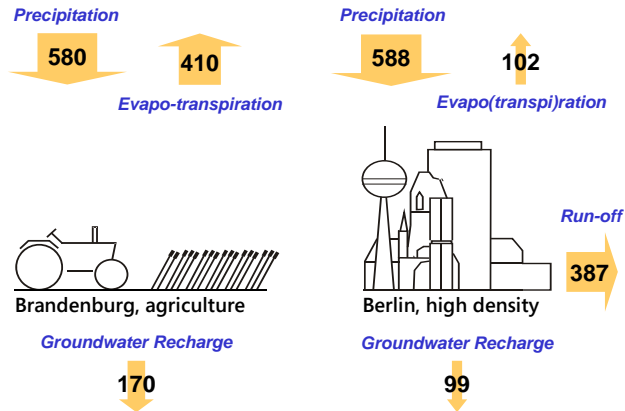 Precipitation
580
410
Evapo-transpiration
Brandenburg, agriculture
Groundwater Recharge
170
Precipitation
588
102
Evapo(transpi)ration
Run-off
387
Berlin, high density
Groundwater Recharge
99